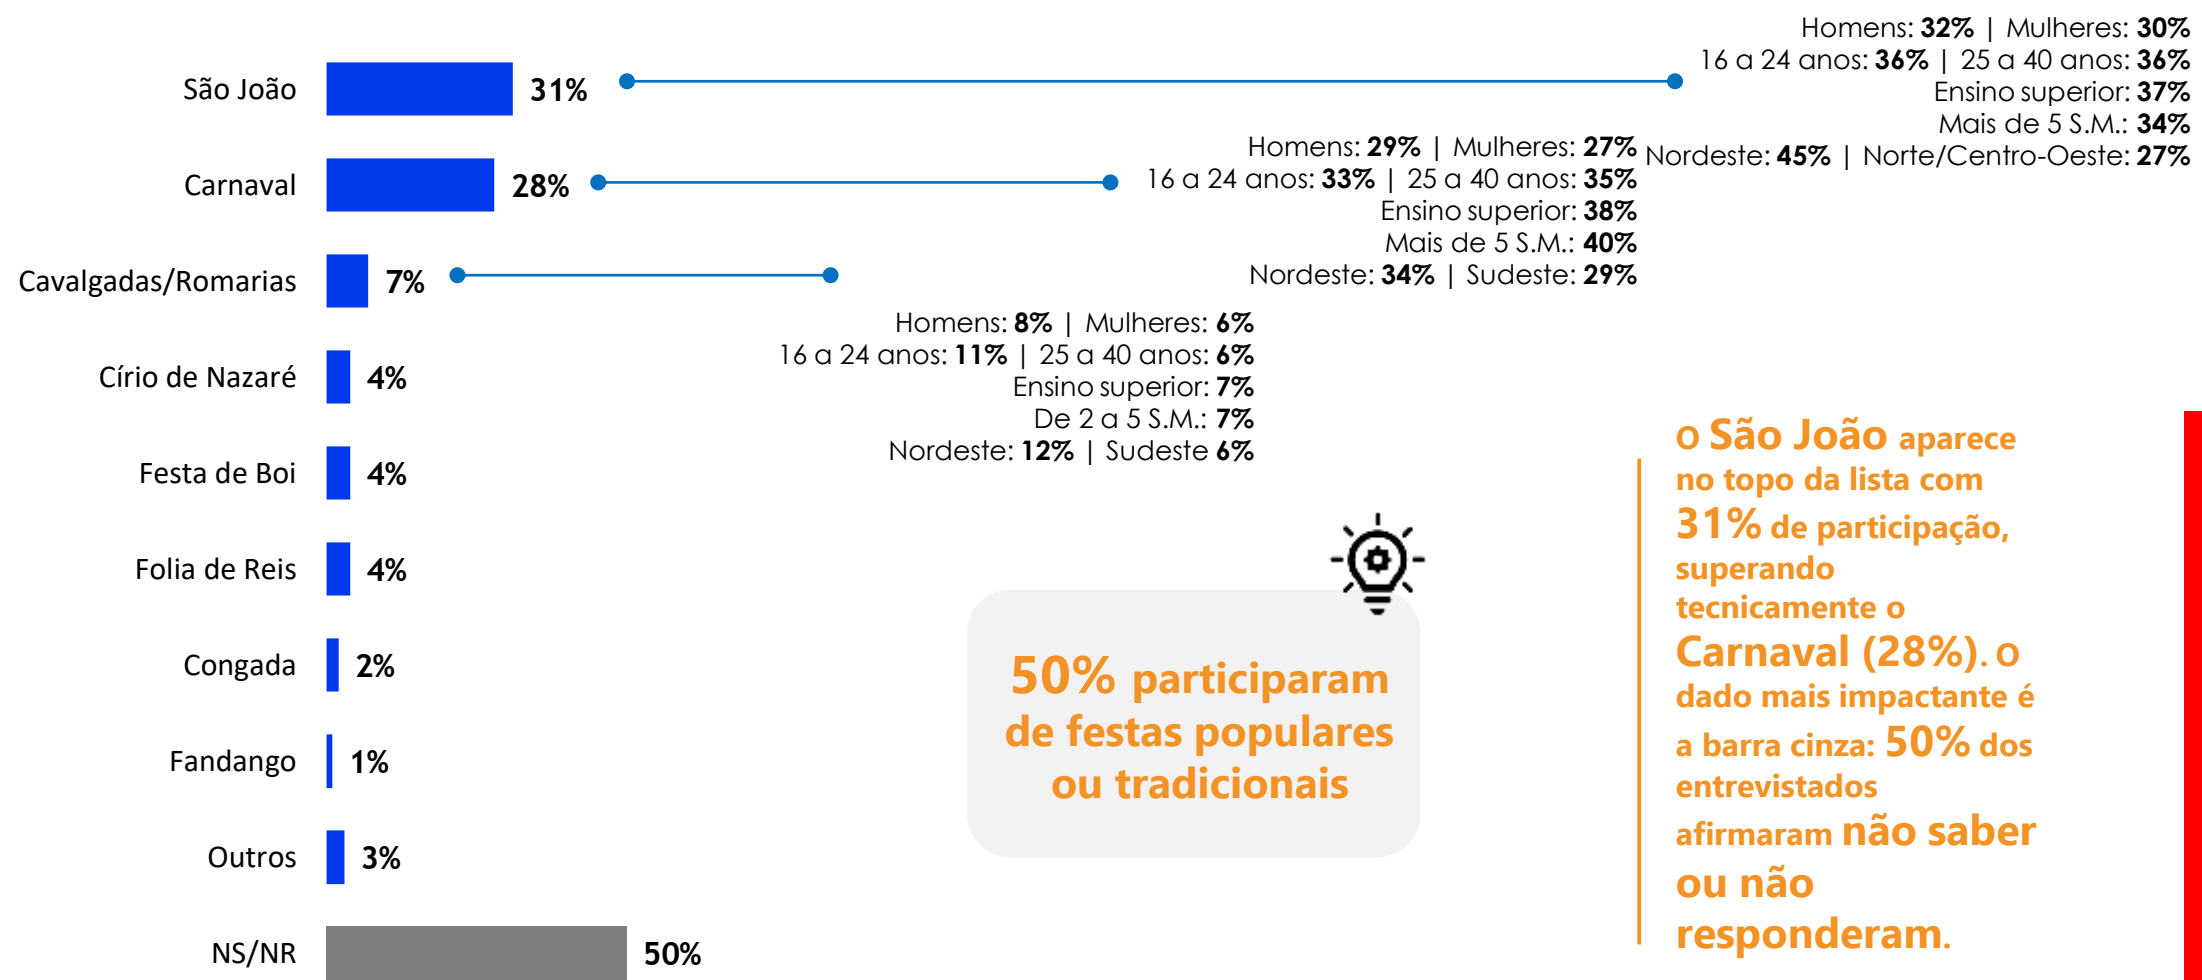 São João 31%
Homens: 32% | Mulheres: 30%
16 a 24 anos: 36% | 25 a 40 anos: 36%
Ensino superior: 37%
Mais de 5 S.M.: 34%
Nordeste: 45% | Norte/Centro-Oeste: 27%
Carnaval 28%
Homens: 29% | Mulheres: 27%
16 a 24 anos: 33% | 25 a 40 anos: 35%
Ensino superior: 38%
Mais de 5 S.M.: 40%
Nordeste: 34% | Sudeste: 29%
Cavalgadas/Romarias 7%
Homens: 8% | Mulheres: 6%
16 a 24 anos: 11% | 25 a 40 anos: 6%
Ensino superior: 7%
De 2 a 5 S.M.: 7%
Nordeste: 12% | Sudeste 6%
Círio de Nazaré 4%
Festa de Boi 4%
Folia de Reis 4%
Congada 2%
Fandango 1%
Outros 3%
NS/NR 50%
50% participaram
de festas populares
ou tradicionais
O São João aparece
no topo da lista com
31% de participação,
superando
tecnicamente o
Carnaval (28%). O
dado mais impactante é
a barra cinza: 50% dos
entrevistados
afirmaram não saber
ou não
responderam.